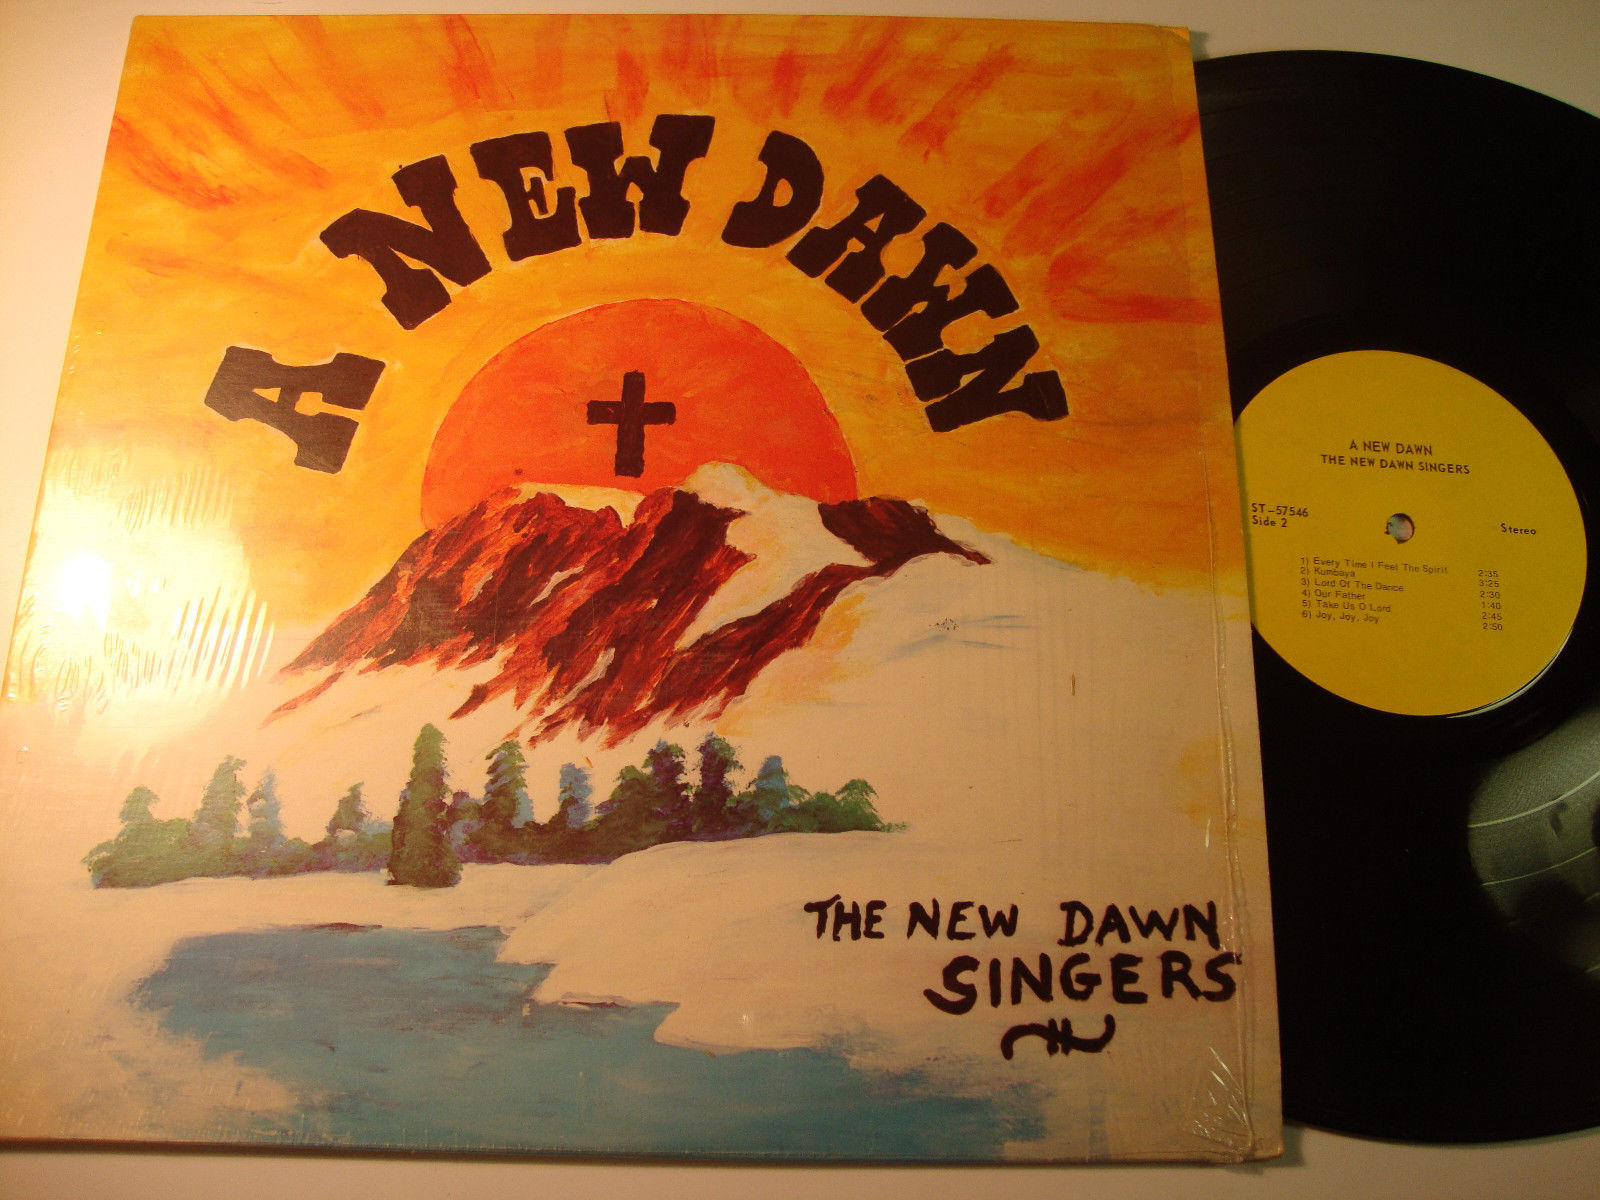 A NEW DAWN
THE NEW DAWN
SINGERS
A NEW DAWN
THE NEW DAWN SINGERS
ST-57546
Side 2
Stereo
1) Every Time I Feel The Spirit 2:35
2) Kumbaya 3:25
3) Lord Of The Dance 2:30
4) Our Father 1:40
5) Take Us O Lord 2:45
6) Joy, Joy, Joy 2:50